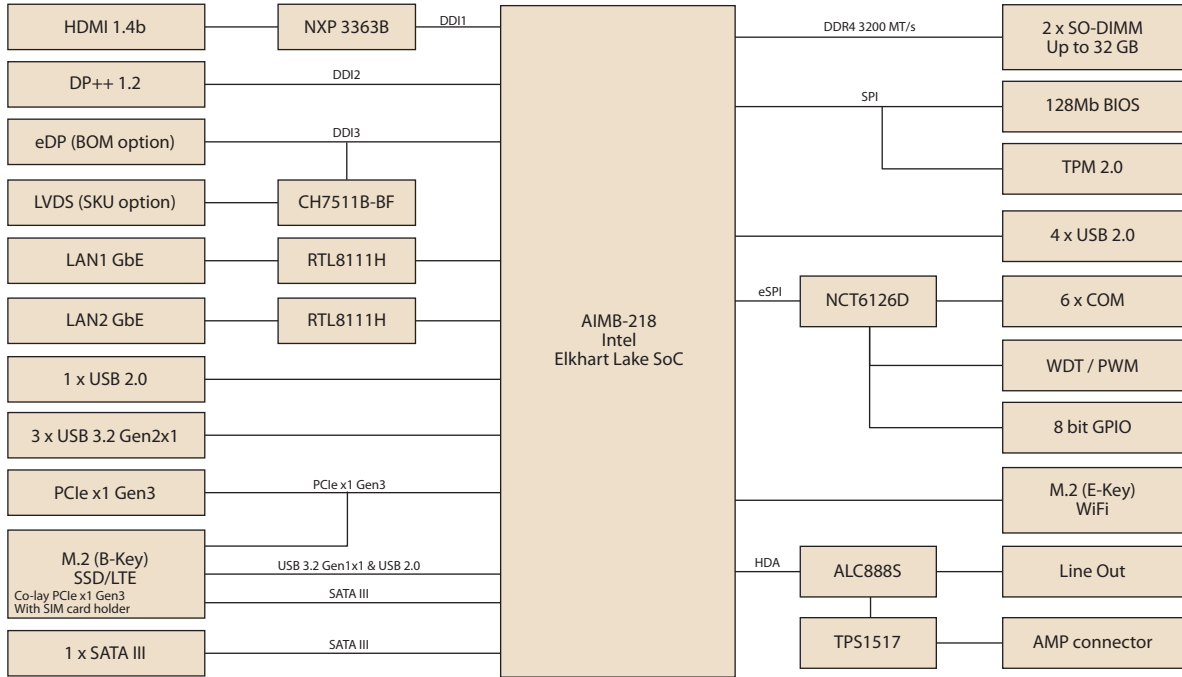 HDMI 1.4b
NXP 3363B
DDI1
DP++ 1.2
DDI2
eDP (BOM option)
DDI3
LVDS (SKU option)
CH7511B-BF
LAN1 GbE
RTL8111H
LAN2 GbE
RTL8111H
1 x USB 2.0
3 x USB 3.2 Gen2x1
PCIe x1 Gen3
PCIe x1 Gen3
M.2 (B-Key)
SSD/LTE
Co-lay PCIe x1 Gen3
With SIM card holder
USB 3.2 Gen1x1 & USB 2.0
SATA III
1 x SATA III
SATA III
AIMB-218
Intel
Elkhart Lake SoC
DDR4 3200 MT/s
2 x SO-DIMM
Up to 32 GB
SPI
128Mb BIOS
TPM 2.0
4 x USB 2.0
eSPI
NCT6126D
6 x COM
WDT / PWM
8 bit GPIO
M.2 (E-Key)
WiFi
HDA
ALC888S
Line Out
TPS1517
AMP connector